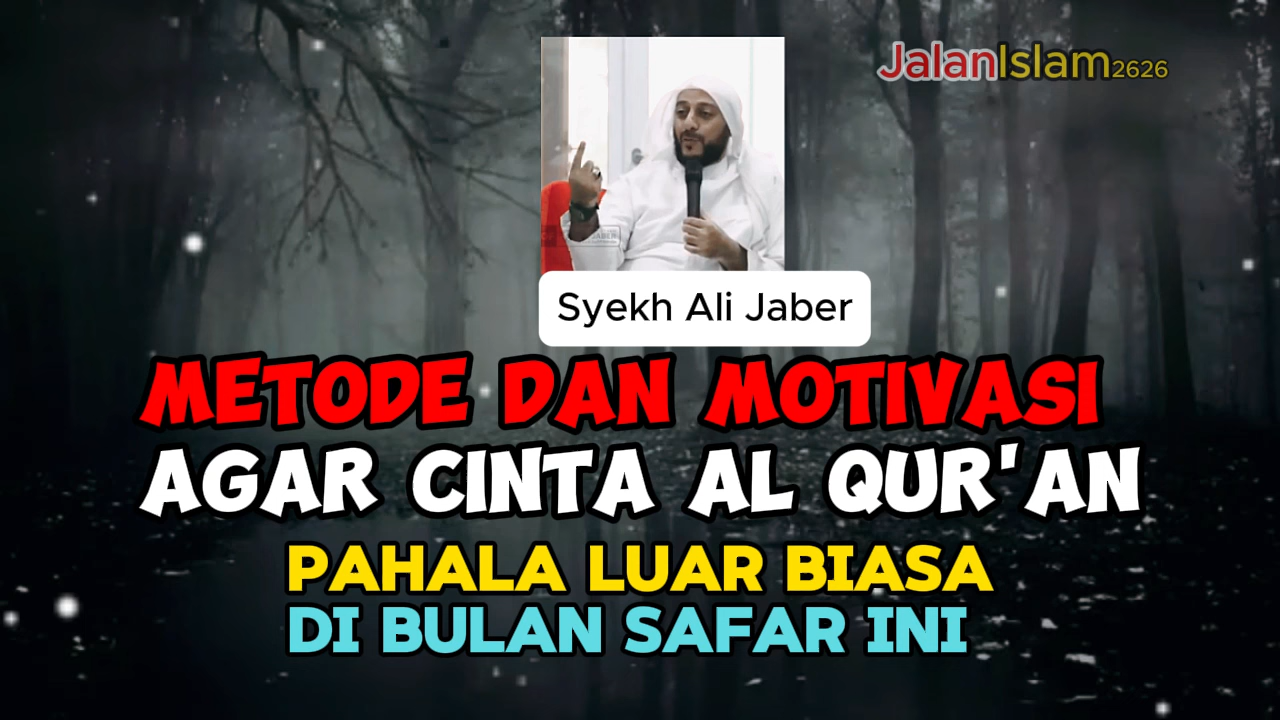 JalanIslam2626
Syekh Ali Jaber
METODE DAN MOTIVASI
AGAR CINTA AL QUR'AN
PAHALA LUAR BIASA
DI BULAN SAFAR INI